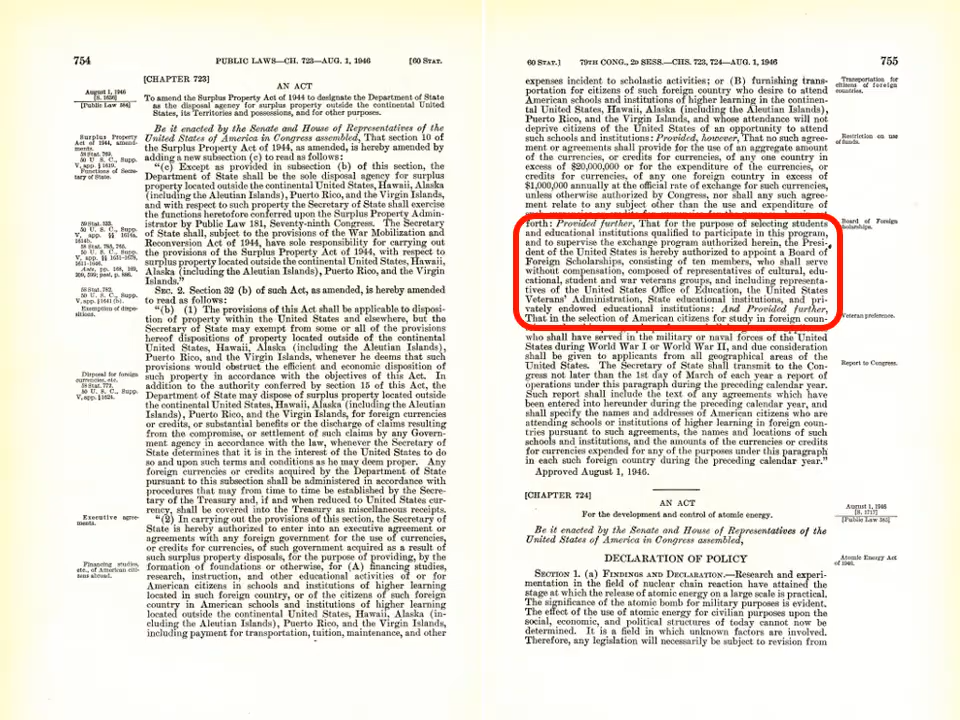 754
PUBLIC LAWS—CH. 723—AUG. 1, 1946
[60 STAT.
[CHAPTER 723]
AN ACT
August 1, 1946
[S. 1636]
[Public Law 584]
To amend the Surplus Property Act of 1944 to designate the Department of State
as the disposal agency for surplus property outside the continental United
States, its Territories and possessions, and for other purposes.
Surplus Property
Act of 1944, amend-
ments.
58 Stat. 769.
50 U. S. C., Supp.
V, app. § 1619.
Functions of Secre-
tary of State.
Be it enacted by the Senate and House of Representatives of the
United States of America in Congress assembled, That section 10 of
the Surplus Property Act of 1944, as amended, is hereby amended by
adding a new subsection (c) to read as follows:
“(c) Except as provided in subsection (b) of this section, the
Department of State shall be the sole disposal agency for surplus
property located outside the continental United States, Hawaii, Alaska
(including the Aleutian Islands), Puerto Rico, and the Virgin Islands,
and with respect to such property the Secretary of State shall exercise
the functions heretofore conferred upon the Surplus Property Admin-
istrator by Public Law 181, Seventy-ninth Congress. The Secretary
of State shall, subject to the provisions of the War Mobilization and
Reconversion Act of 1944, have sole responsibility for carrying out
the provisions of the Surplus Property Act of 1944, with respect to
surplus property located outside the continental United States, Hawaii,
Alaska (including the Aleutian Islands), Puerto Rico, and the Virgin
Islands.”
59 Stat. 533.
50 U. S. C., Supp.
V, app. §§ 1614a,
1614b.
58 Stat. 785, 765.
50 U. S. C., Supp.
V, app. §§ 1651-1678,
1611-1646.
Ante, pp. 168, 169,
post, p. 886.
SEC. 2. Section 32 (b) of such Act, as amended, is hereby amended
to read as follows:
58 Stat. 782.
50 U. S. C., Supp.
V, app. § 1641 (b).
Exemption of dispo-
sitions.
“(b) (1) The provisions of this Act shall be applicable to disposi-
tion of property within the United States and elsewhere, but the
Secretary of State may exempt from some or all of the provisions
hereof dispositions of property located outside of the continental
United States, Hawaii, Alaska (including the Aleutian Islands),
Puerto Rico, and the Virgin Islands, whenever he deems that such
provisions would obstruct the efficient and economic disposition of
such property in accordance with the objectives of this Act. In
addition to the authority conferred by section 15 of this Act, the
Department of State may dispose of surplus property located outside
the continental United States, Hawaii, Alaska (including the Aleutian
Islands), Puerto Rico, and the Virgin Islands, for foreign currencies
or credits, or substantial benefits or the discharge of claims resulting
from the compromise, or settlement of such claims by any Govern-
ment agency in accordance with the law, whenever the Secretary of
State determines that it is in the interest of the United States to do
so and upon such terms and conditions as he may deem proper. Any
foreign currencies or credits acquired by the Department of State
pursuant to this subsection shall be administered in accordance with
procedures that may from time to time be established by the Secre-
tary of the Treasury and, if and when reduced to United States cur-
rency, shall be covered into the Treasury as miscellaneous receipts.
Disposal for foreign
currencies, etc.
58 Stat. 772.
50 U. S. C., Supp.
V, app. § 1624.
“(2) In carrying out the provisions of this section, the Secretary of
State is hereby authorized to enter into an executive agreement or
agreements with any foreign government for the use of currencies,
or credits for currencies, of such government acquired as a result of
such surplus property disposals, for the purpose of providing, by the
formation of foundations or otherwise, for (A) financing studies,
research, instruction, and other educational activities of or for
American citizens in schools and institutions of higher learning
located in such foreign country, or of the citizens of such foreign
country in American schools and institutions of higher learning
located outside the continental United States, Hawaii, Alaska (in-
cluding the Aleutian Islands), Puerto Rico, and the Virgin Islands,
including payment for transportation, tuition, maintenance, and other
Executive agree-
ments.
Financing studies,
etc., of American citi-
zens abroad.
60 STAT.]
79TH CONG., 2D SESS.—CHS. 723, 724—AUG. 1, 1946
755
expenses incident to scholastic activities; or (B) furnishing trans-
portation for citizens of such foreign country who desire to attend
American schools and institutions of higher learning in the continen-
tal United States, Hawaii, Alaska (including the Aleutian Islands),
Puerto Rico, and the Virgin Islands, and whose attendance will not
deprive citizens of the United States of an opportunity to attend
such schools and institutions: Provided, however, That no such agree-
ment or agreements shall provide for the use of an aggregate amount
of the currencies, or credits for currencies, of any one country in
excess of $20,000,000 or for the expenditure of the currencies, or
credits for currencies, of any one foreign country in excess of
$1,000,000 annually at the official rate of exchange for such currencies,
unless otherwise authorized by Congress, nor shall any such agree-
ment relate to any subject other than the use and expenditure of
forth: Provided further, That for the purpose of selecting students
and educational institutions qualified to participate in this program,
and to supervise the exchange program authorized herein, the Presi-
dent of the United States is hereby authorized to appoint a Board of
Foreign Scholarships, consisting of ten members, who shall serve
without compensation, composed of representatives of cultural, edu-
cational, student and war veterans groups, and including representa-
tives of the United States Office of Education, the United States
Veterans' Administration, State educational institutions, and pri-
vately endowed educational institutions: And Provided Further,
That in the selection of American citizens for study in foreign coun-
who shall have served in the military or naval forces of the United
States during World War I or World War II, and due consideration
shall be given to applicants from all geographical areas of the
United States. The Secretary of State shall transmit to the Con-
gress not later than the 1st day of March of each year a report of
operations under this paragraph during the preceding calendar year.
Such report shall include the text of any agreements which have
been entered into hereunder during the preceding calendar year, and
shall specify the names and addresses of American citizens who are
attending schools or institutions of higher learning in foreign coun-
tries pursuant to such agreements, the names and locations of such
schools and institutions, and the amounts of the currencies or credits
for currencies expended for any of the purposes under this paragraph
in each such foreign country during the preceding calendar year.”
Approved August 1, 1946.
Transportation for
citizens of foreign
countries.
Restriction on use
of funds.
Board of Foreign
Scholarships.
Veteran preference.
Report to Congress.
[CHAPTER 724]
AN ACT
For the development and control of atomic energy.
August 1, 1946
[S. 1717]
[Public Law 585]
Be it enacted by the Senate and House of Representatives of the
United States of America in Congress assembled,
DECLARATION OF POLICY
Atomic Energy Act
of 1946.
SECTION 1. (a) FINDINGS AND DECLARATION.—Research and experi-
mentation in the field of nuclear chain reaction have attained the
stage at which the release of atomic energy on a large scale is practical.
The significance of the atomic bomb for military purposes is evident.
The effect of the use of atomic energy for civilian purposes upon the
social, economic, and political structures of today cannot now be
determined. It is a field in which unknown factors are involved.
Therefore, any legislation will necessarily be subject to revision from